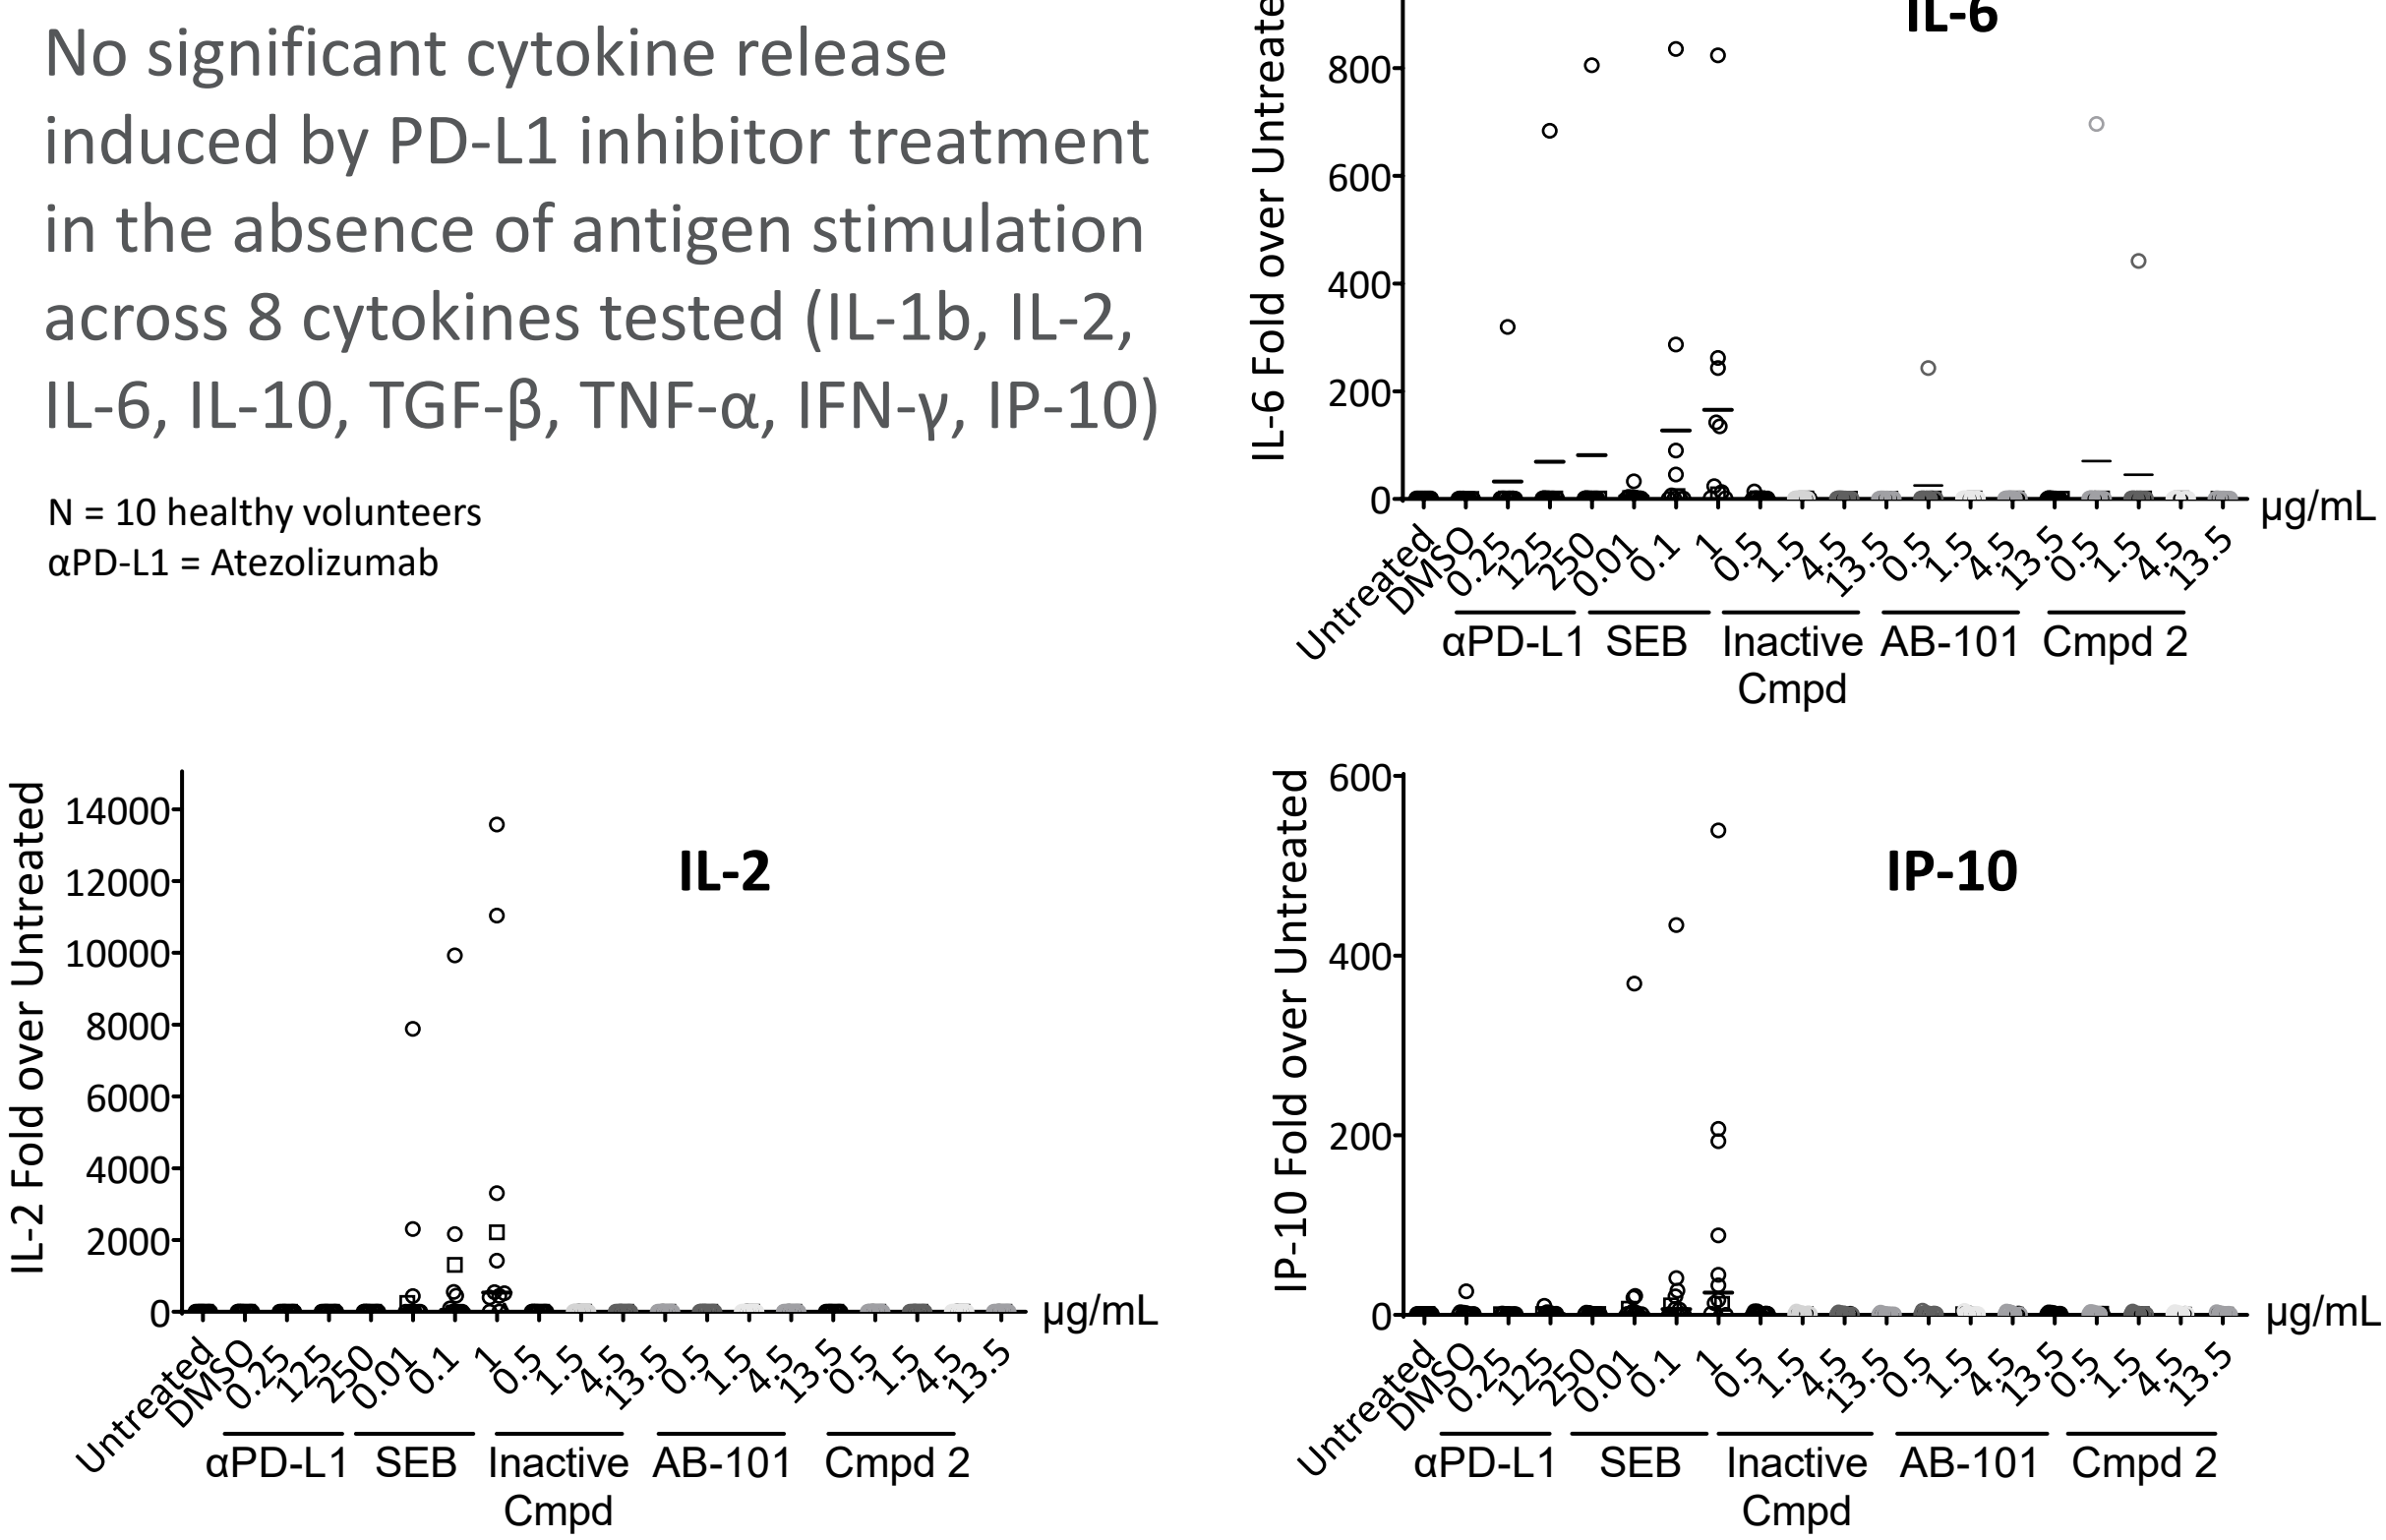 No significant cytokine release
induced by PD-L1 inhibitor treatment
in the absence of antigen stimulation
across 8 cytokines tested (IL-1b, IL-2,
IL-6, IL-10, TGF-β, TNF-α, IFN-γ, IP-10)
N = 10 healthy volunteers
αPD-L1 = Atezolizumab
IL-6
IL-6 Fold over Untreated
800
600
400
200
0
µg/mL
Untreated DMSO 0.25 125 250 0.01 0.1 1 0.5 1.5 4.5 13.5 0.5 1.5 4.5 13.5 0.5 1.5 4.5 13.5
αPD-L1 SEB Inactive AB-101 Cmpd 2
Cmpd
IL-2
IL-2 Fold over Untreated
14000
12000
10000
8000
6000
4000
2000
0
µg/mL
Untreated DMSO 0.25 125 250 0.01 0.1 1 0.5 1.5 4.5 13.5 0.5 1.5 4.5 13.5 0.5 1.5 4.5 13.5
αPD-L1 SEB Inactive AB-101 Cmpd 2
Cmpd
IP-10
IP-10 Fold over Untreated
600
400
200
0
µg/mL
Untreated DMSO 0.25 125 250 0.01 0.1 1 0.5 1.5 4.5 13.5 0.5 1.5 4.5 13.5 0.5 1.5 4.5 13.5
αPD-L1 SEB Inactive AB-101 Cmpd 2
Cmpd